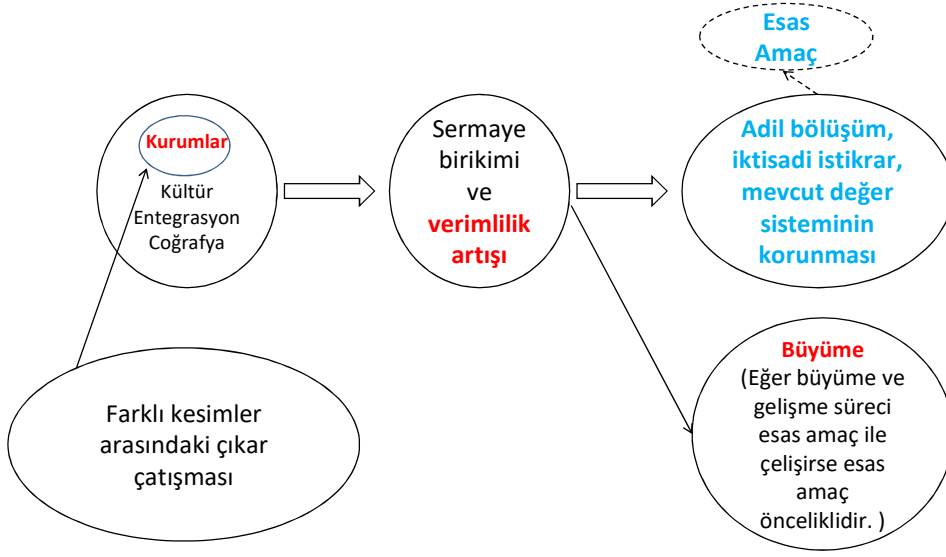 Esas
Amaç
Kurumlar
Kültür
Entegrasyon
Coğrafya
Sermaye
birikimi
ve
verimlilik
artışı
Adil bölüşüm,
iktisadi istikrar,
mevcut değer
sisteminin
korunması
Farklı kesimler
arasındaki çıkar
çatışması
Büyüme
(Eğer büyüme ve
gelişme süreci
esas amaç ile
çelişirse esas
amaç
önceliklidir. )